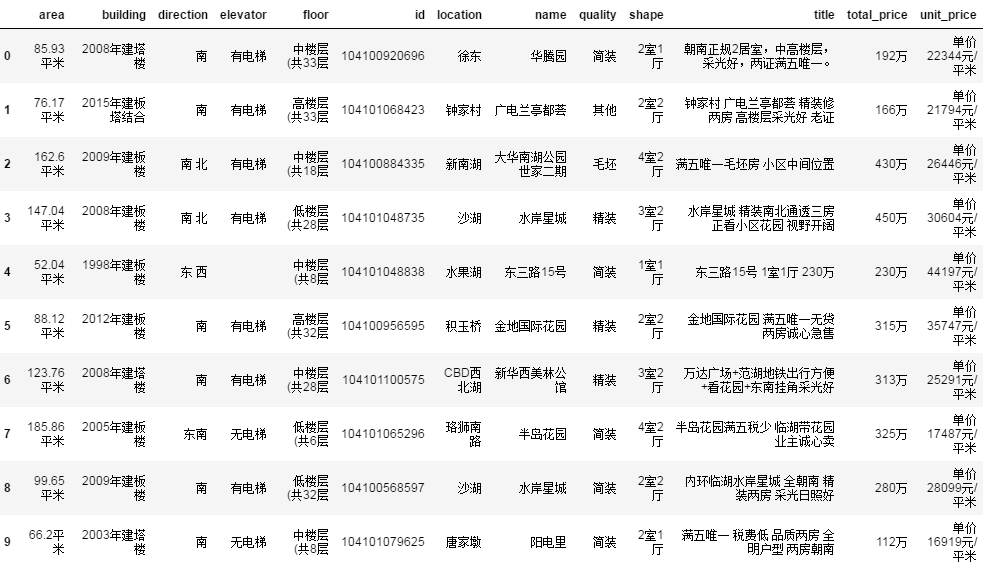 area building direction elevator floor id location name quality shape title total_price unit_price
0 85.93平米 2008年建塔楼 南 有电梯 中楼层(共33层 104100920696 徐东 华腾园 简装 2室1厅 朝南正规2居室，中高楼层，采光好，两证满五唯一。 192万 单价22344元/平米
1 76.17平米 2015年建板塔结合 南 有电梯 高楼层(共33层 104101068423 钟家村 广电兰亭都荟 其他 2室2厅 钟家村 广电兰亭都荟 精装修两房 高楼层采光好 老证 166万 单价21794元/平米
2 162.6平米 2009年建板楼 南 北 有电梯 中楼层(共18层 104100884335 新南湖 大华南湖公园世家二期 毛坯 4室2厅 满五唯一毛坯房 小区中间位置 430万 单价26446元/平米
3 147.04平米 2008年建板楼 南 北 有电梯 低楼层(共28层 104101048735 沙湖 水岸星城 精装 3室2厅 水岸星城 精装南北通透三房 正看小区花园 视野开阔 450万 单价30604元/平米
4 52.04平米 1998年建板楼 东 西 中楼层(共8层 104101048838 水果湖 东三路15号 简装 1室1厅 东三路15号 1室1厅 230万 230万 单价44197元/平米
5 88.12平米 2012年建板楼 南 有电梯 高楼层(共32层 104100956595 积玉桥 金地国际花园 精装 2室2厅 金地国际花园 满五唯一无贷 两房诚心急售 315万 单价35747元/平米
6 123.76平米 2008年建板楼 南 有电梯 中楼层(共28层 104101100575 CBD西北湖 新华西美林公馆 精装 3室2厅 万达广场+范湖地铁出行方便+看花园+东南挂角采光好 313万 单价25291元/平米
7 185.86平米 2005年建板楼 东南 无电梯 低楼层(共6层 104101065296 珞狮南路 半岛花园 简装 4室2厅 半岛花园满五税少 临湖带花园 业主诚心卖 325万 单价17487元/平米
8 99.65平米 2009年建板楼 南 有电梯 低楼层(共32层 104100568597 沙湖 水岸星城 简装 2室2厅 内环临湖水岸星城 全朝南 精装两房 采光日照好 280万 单价28099元/平米
9 66.2平米 2003年建塔楼 南 无电梯 中楼层(共8层 104101079625 唐家墩 阳电里 简装 2室1厅 满五唯一 税费低 品质两房 全明户型 两房朝南 112万 单价16919元/平米